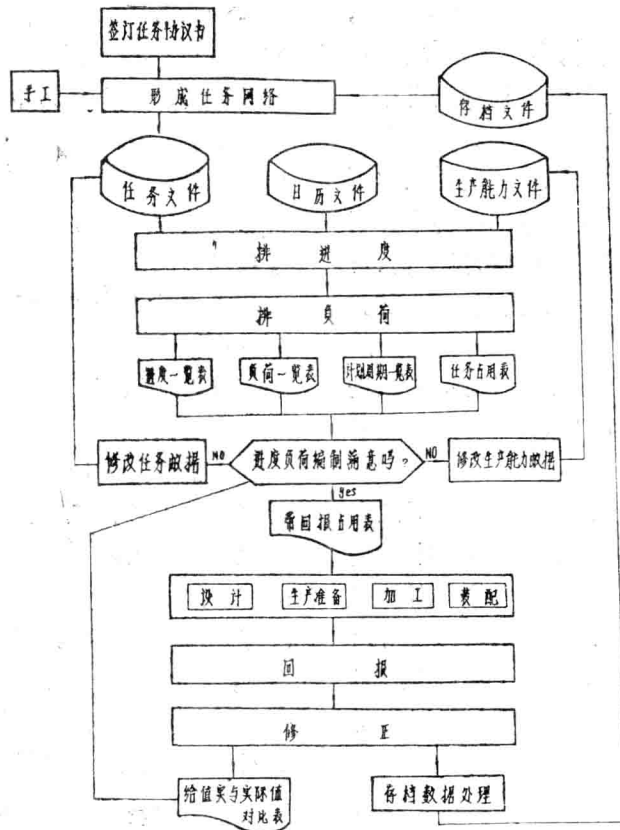 签订任务协议书
手工
形成任务网络
存档文件
任务文件
日历文件
生产能力文件
排进度
排负荷
进度一览表
负荷一览表
计划周期一览表
任务占用表
修改任务数据
NO
进度负荷编制满意吗?
NO
修改生产能力数据
yes
带回报占用表
设计
生产准备
加工
装配
回报
修正
给值实与实际值
对比表
存档数据处理